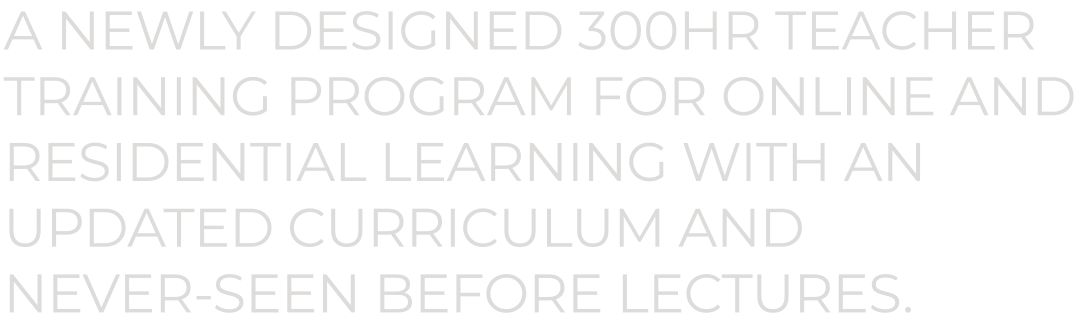 A NEWLY DESIGNED 300HR TEACHER
TRAINING PROGRAM FOR ONLINE AND
RESIDENTIAL LEARNING WITH AN
UPDATED CURRICULUM AND
NEVER-SEEN BEFORE LECTURES.